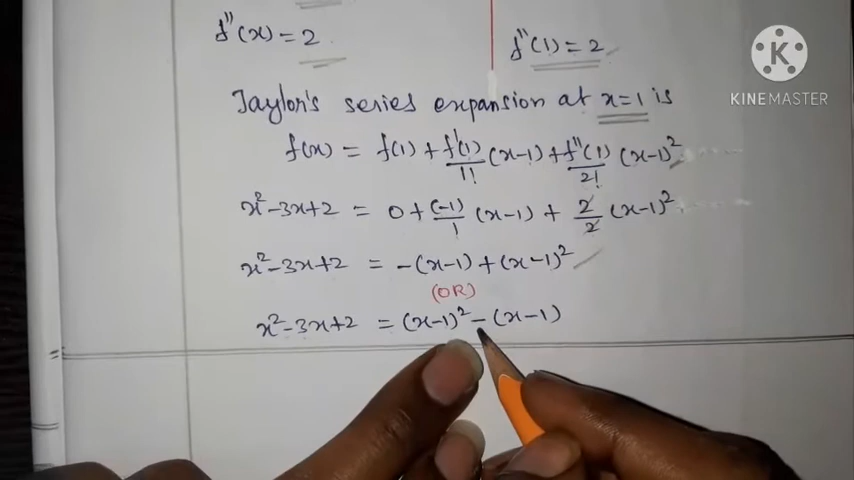 f''(x) = 2
f''(1) = 2
K
KINEMASTER
Taylor's series expansion at x=1 is
f(x) = f(1) + f'(1)/1! (x-1) + f''(1)/2! (x-1)² ......
x²-3x+2 = 0 + (-1)/1 (x-1) + 2/2 (x-1)² ......
x²-3x+2 = -(x-1) + (x-1)²
(OR)
x²-3x+2 = (x-1)² - (x-1)